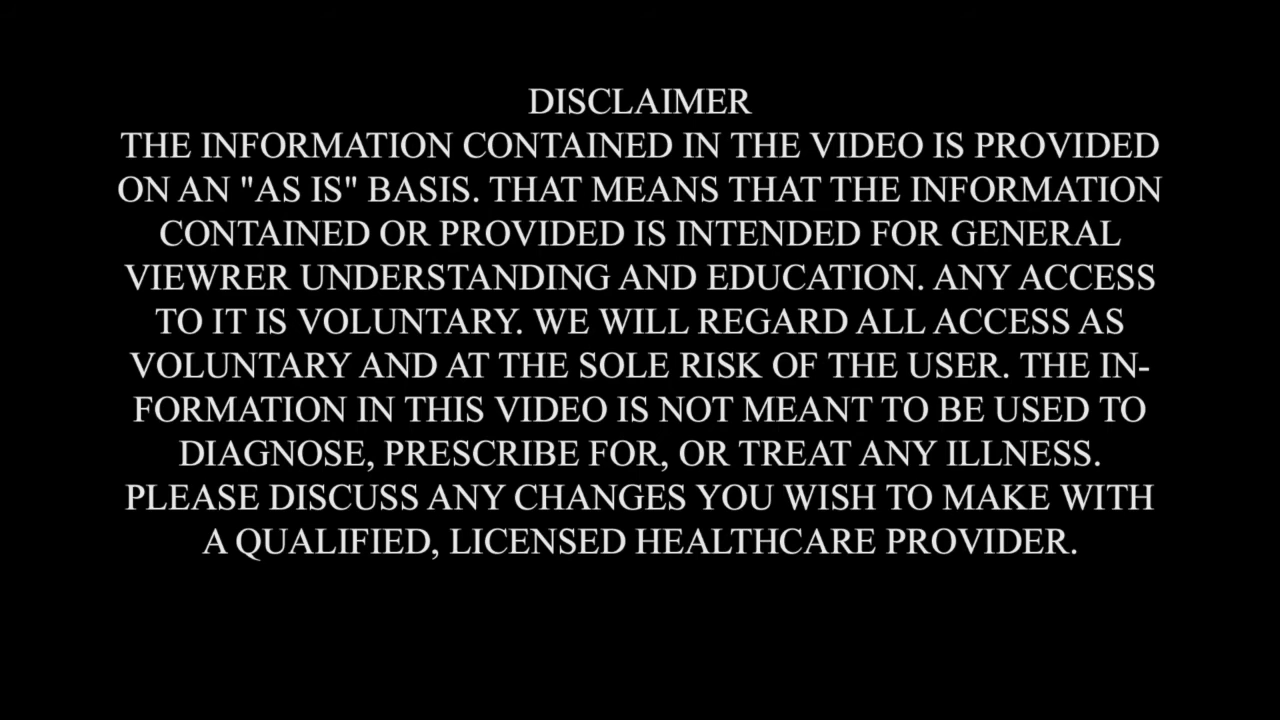 DISCLAIMER
THE INFORMATION CONTAINED IN THE VIDEO IS PROVIDED
ON AN "AS IS" BASIS. THAT MEANS THAT THE INFORMATION
CONTAINED OR PROVIDED IS INTENDED FOR GENERAL
VIEWRER UNDERSTANDING AND EDUCATION. ANY ACCESS
TO IT IS VOLUNTARY. WE WILL REGARD ALL ACCESS AS
VOLUNTARY AND AT THE SOLE RISK OF THE USER. THE IN-
FORMATION IN THIS VIDEO IS NOT MEANT TO BE USED TO
DIAGNOSE, PRESCRIBE FOR, OR TREAT ANY ILLNESS.
PLEASE DISCUSS ANY CHANGES YOU WISH TO MAKE WITH
A QUALIFIED, LICENSED HEALTHCARE PROVIDER.